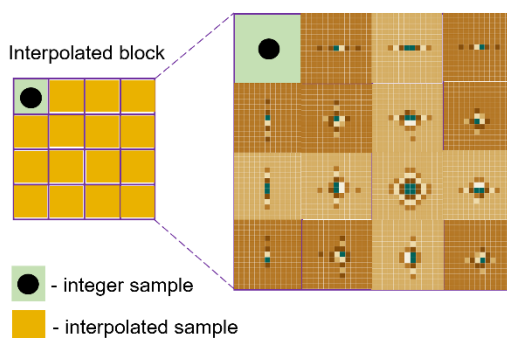 Interpolated block
- integer sample
- interpolated sample